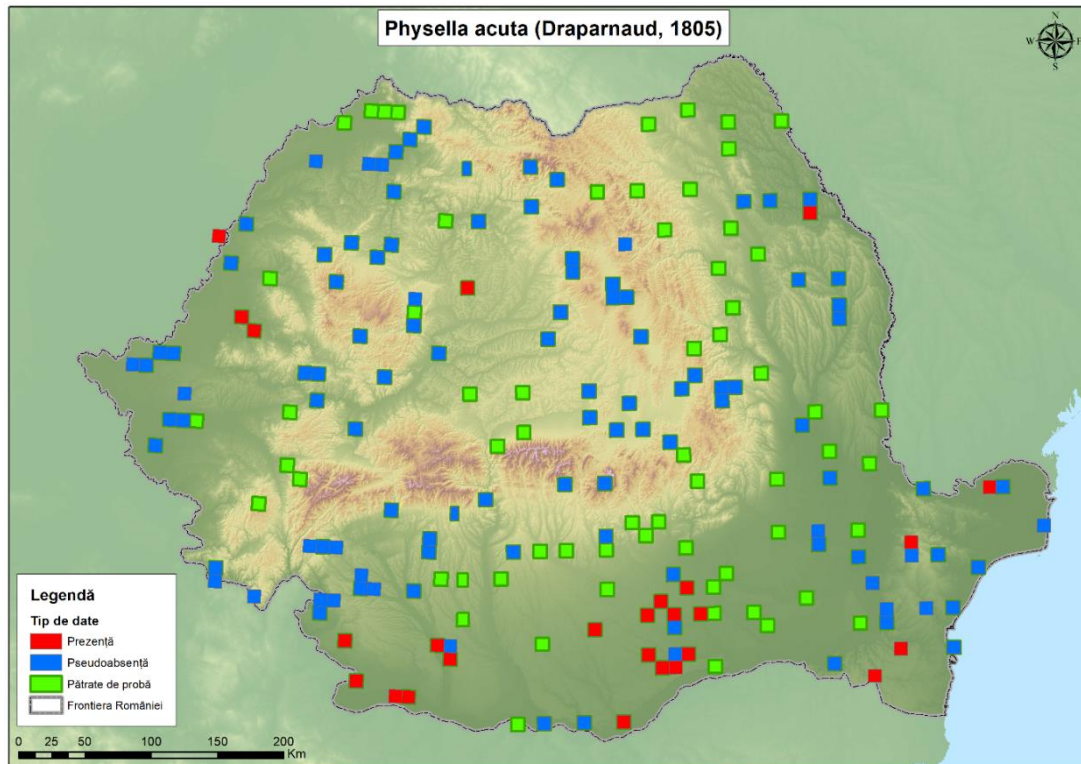 Physella acuta (Draparnaud, 1805)
N
W E
S
Legendă
Tip de date
Prezență
Pseudoabsență
Pătrate de probă
Frontiera României
0 25 50 100 150 200
Km